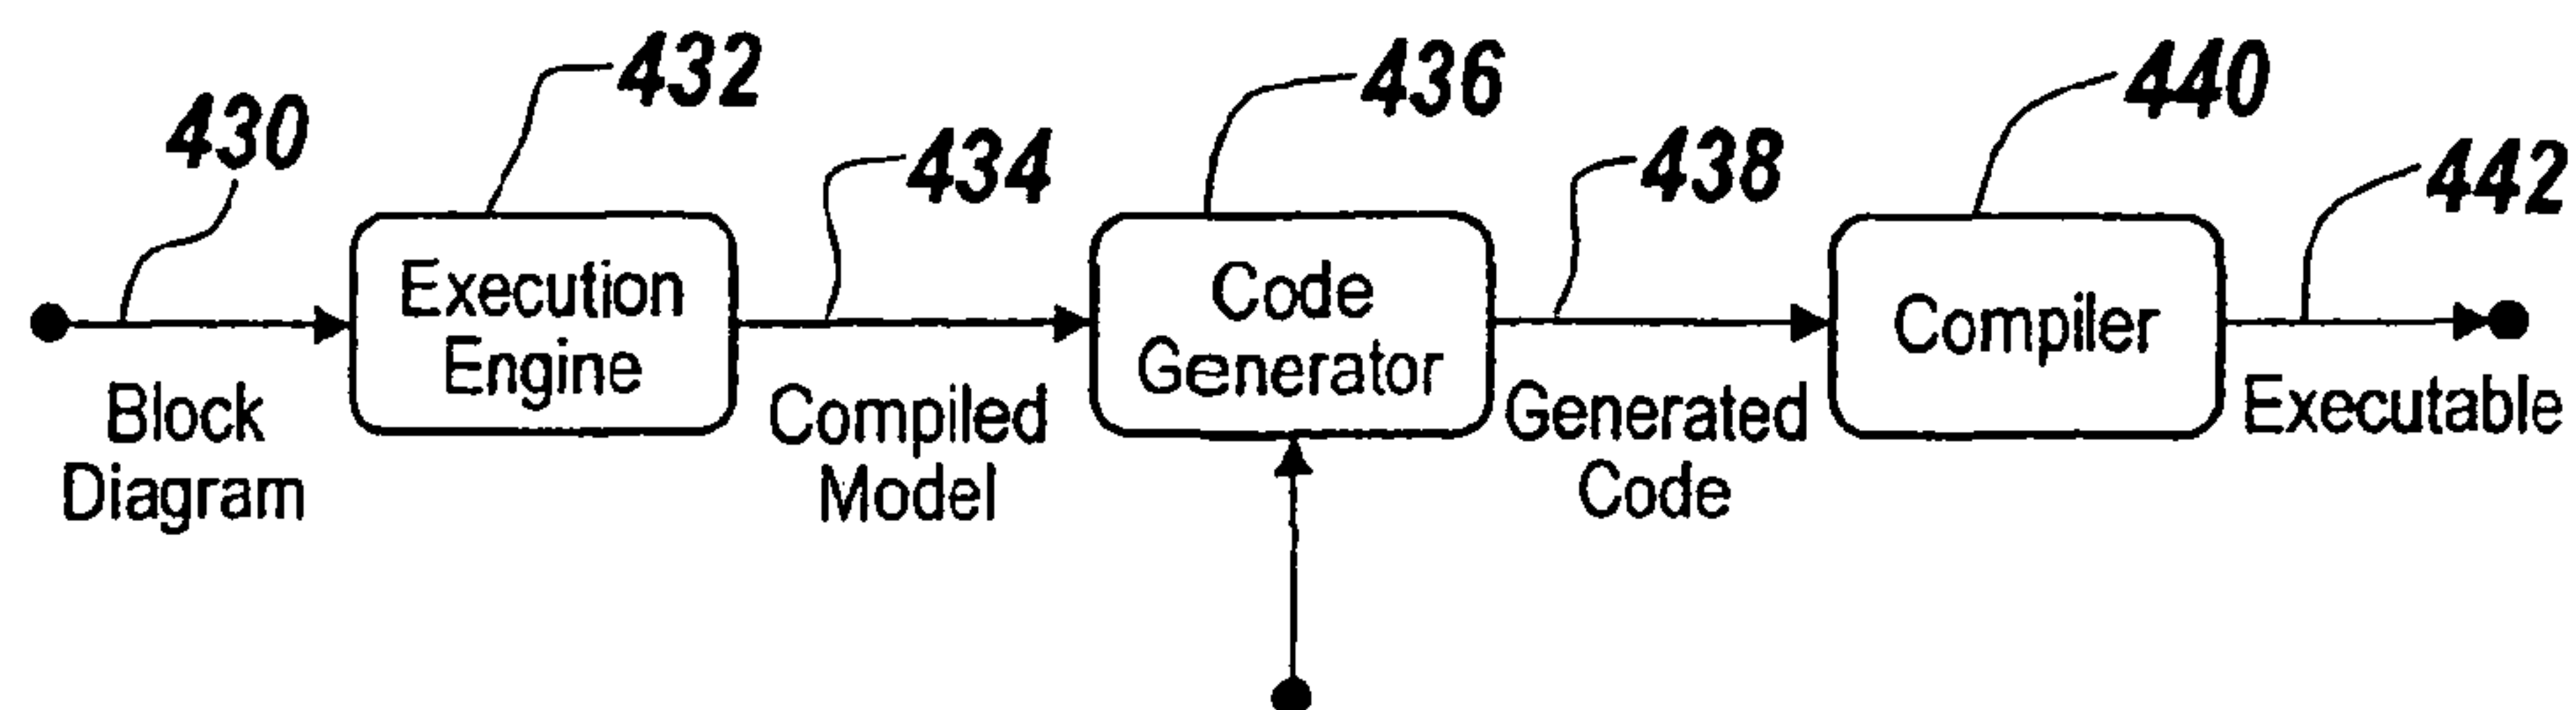 430
432
434
436
438
440
442
Execution
Engine
Code
Generator
Compiler
Block
Diagram
Compiled
Model
Generated
Code
Executable